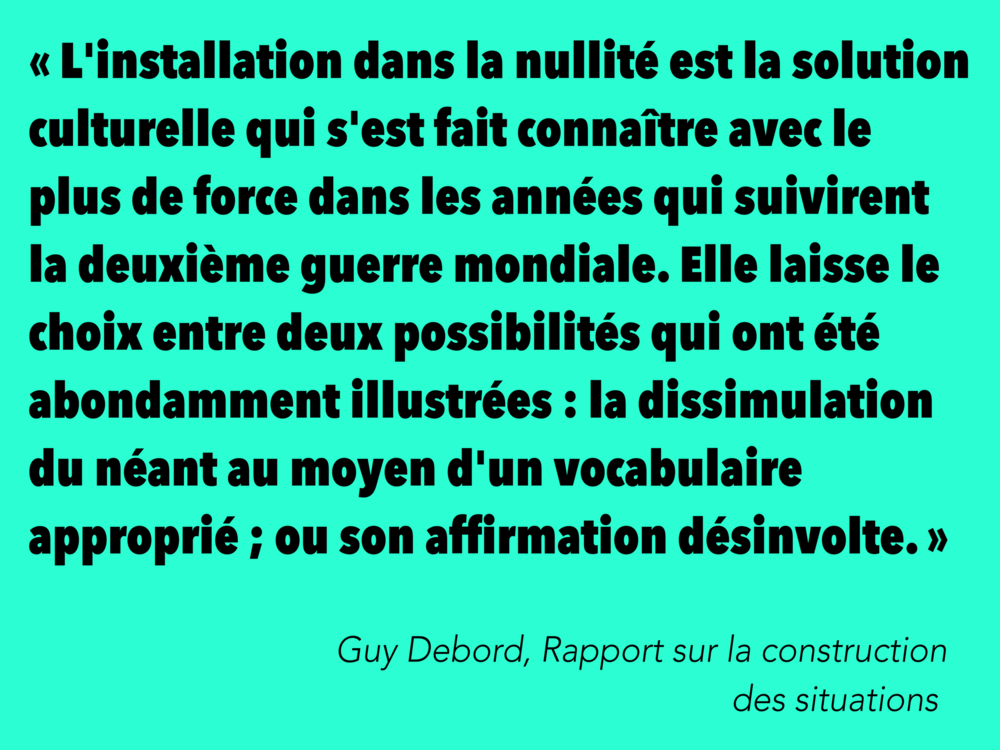 « L'installation dans la nullité est la solution
culturelle qui s'est fait connaître avec le
plus de force dans les années qui suivirent
la deuxième guerre mondiale. Elle laisse le
choix entre deux possibilités qui ont été
abondamment illustrées : la dissimulation
du néant au moyen d'un vocabulaire
approprié ; ou son affirmation désinvolte. »
Guy Debord, Rapport sur la construction
des situations